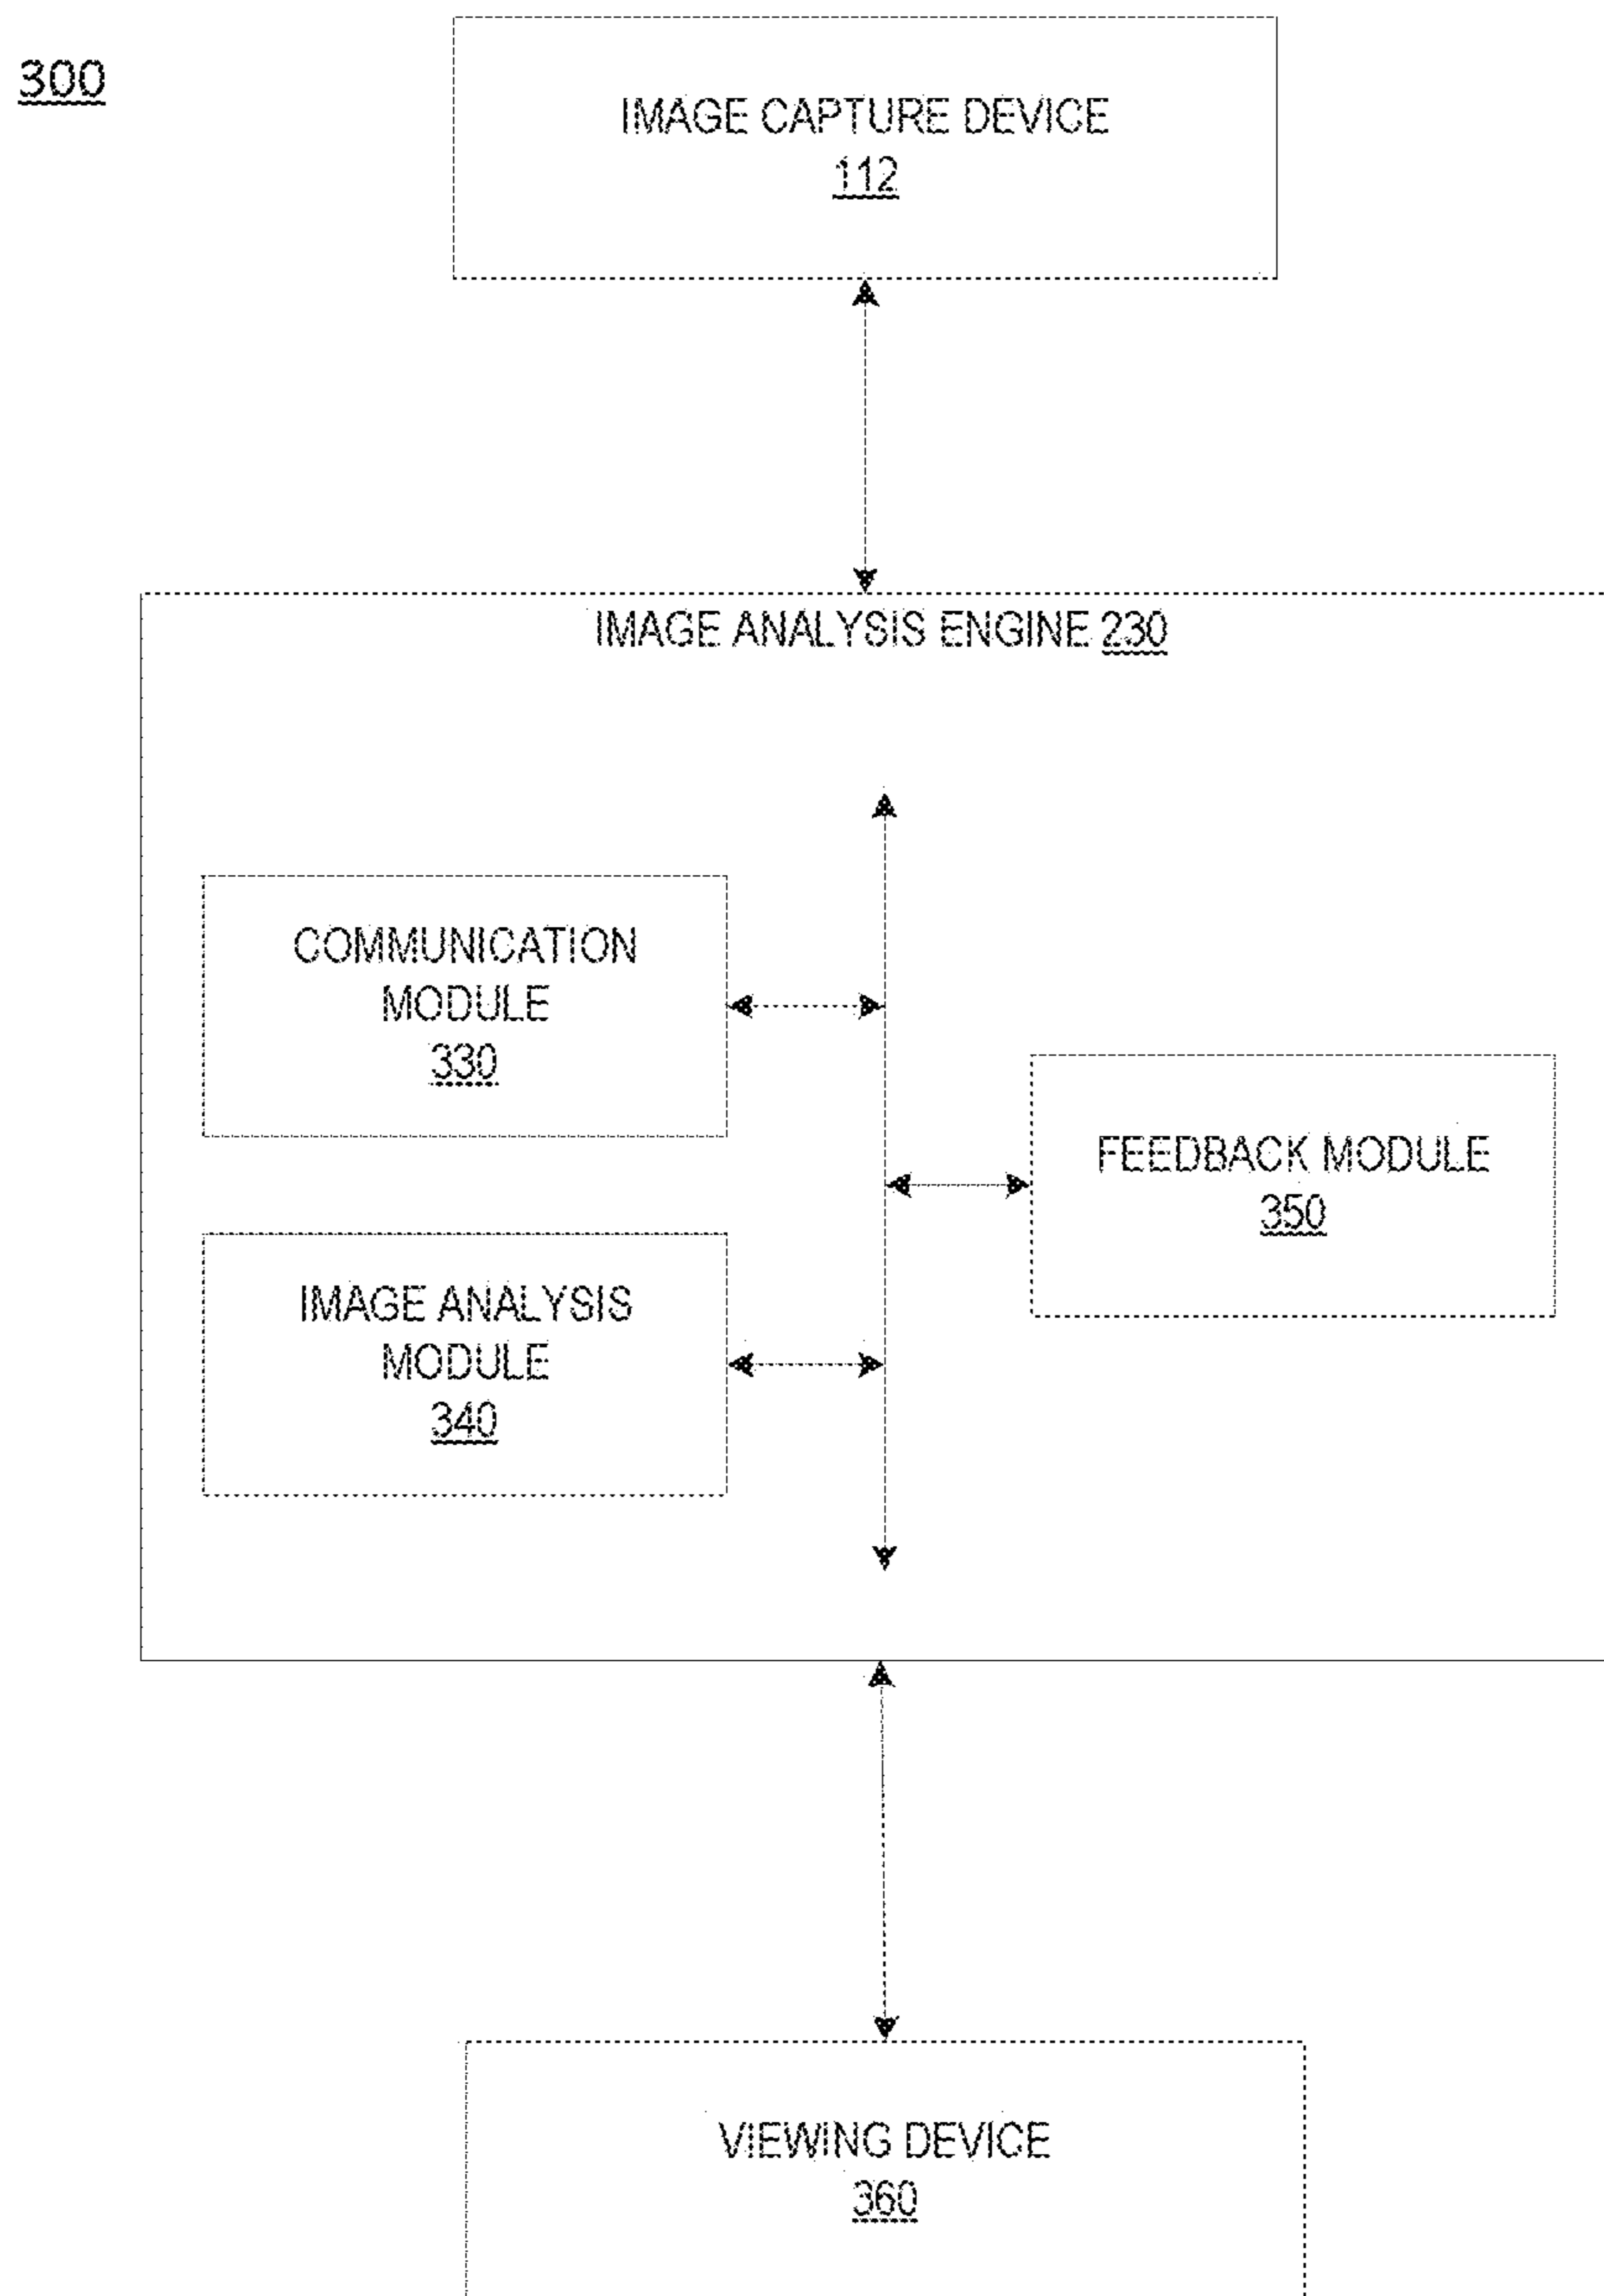 300
IMAGE CAPTURE DEVICE
112
IMAGE ANALYSIS ENGINE 230
COMMUNICATION
MODULE
330
FEEDBACK MODULE
350
IMAGE ANALYSIS
MODULE
340
VIEWING DEVICE
360